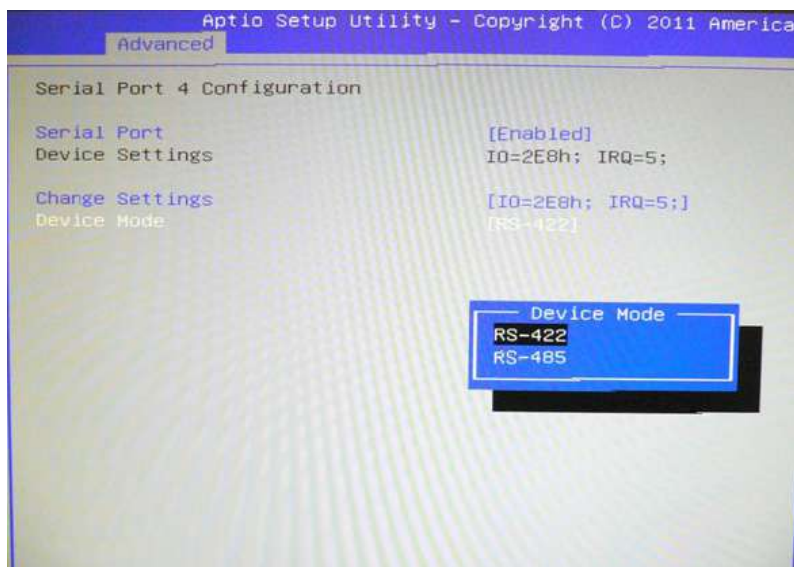 Aptio Setup Utility – Copyright (C) 2011 America
Advanced
Serial Port 4 Configuration
Serial Port [Enabled]
Device Settings IO=2E8h; IRQ=5;
Change Settings [IO=2E8h; IRQ=5;]
Device Mode [RS-422]
Device Mode
RS-422
RS-485